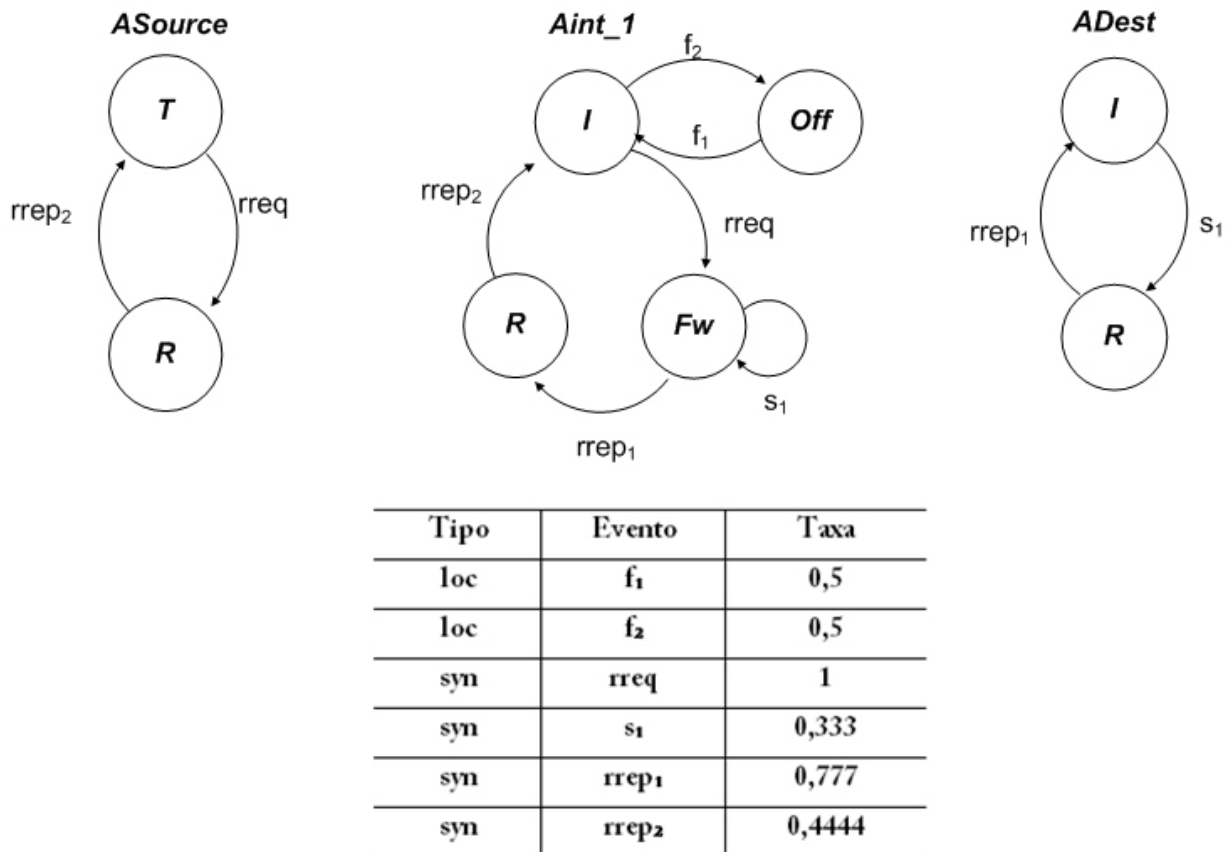 ASource
T
rrep₂
rreq
R
Aint_1
f₂
I
Off
f₁
rrep₂
rreq
R
Fw
s₁
rrep₁
ADest
I
rrep₁
s₁
R
Tipo Evento Taxa
loc f₁ 0,5
loc f₂ 0,5
syn rreq 1
syn s₁ 0,333
syn rrep₁ 0,777
syn rrep₂ 0,4444